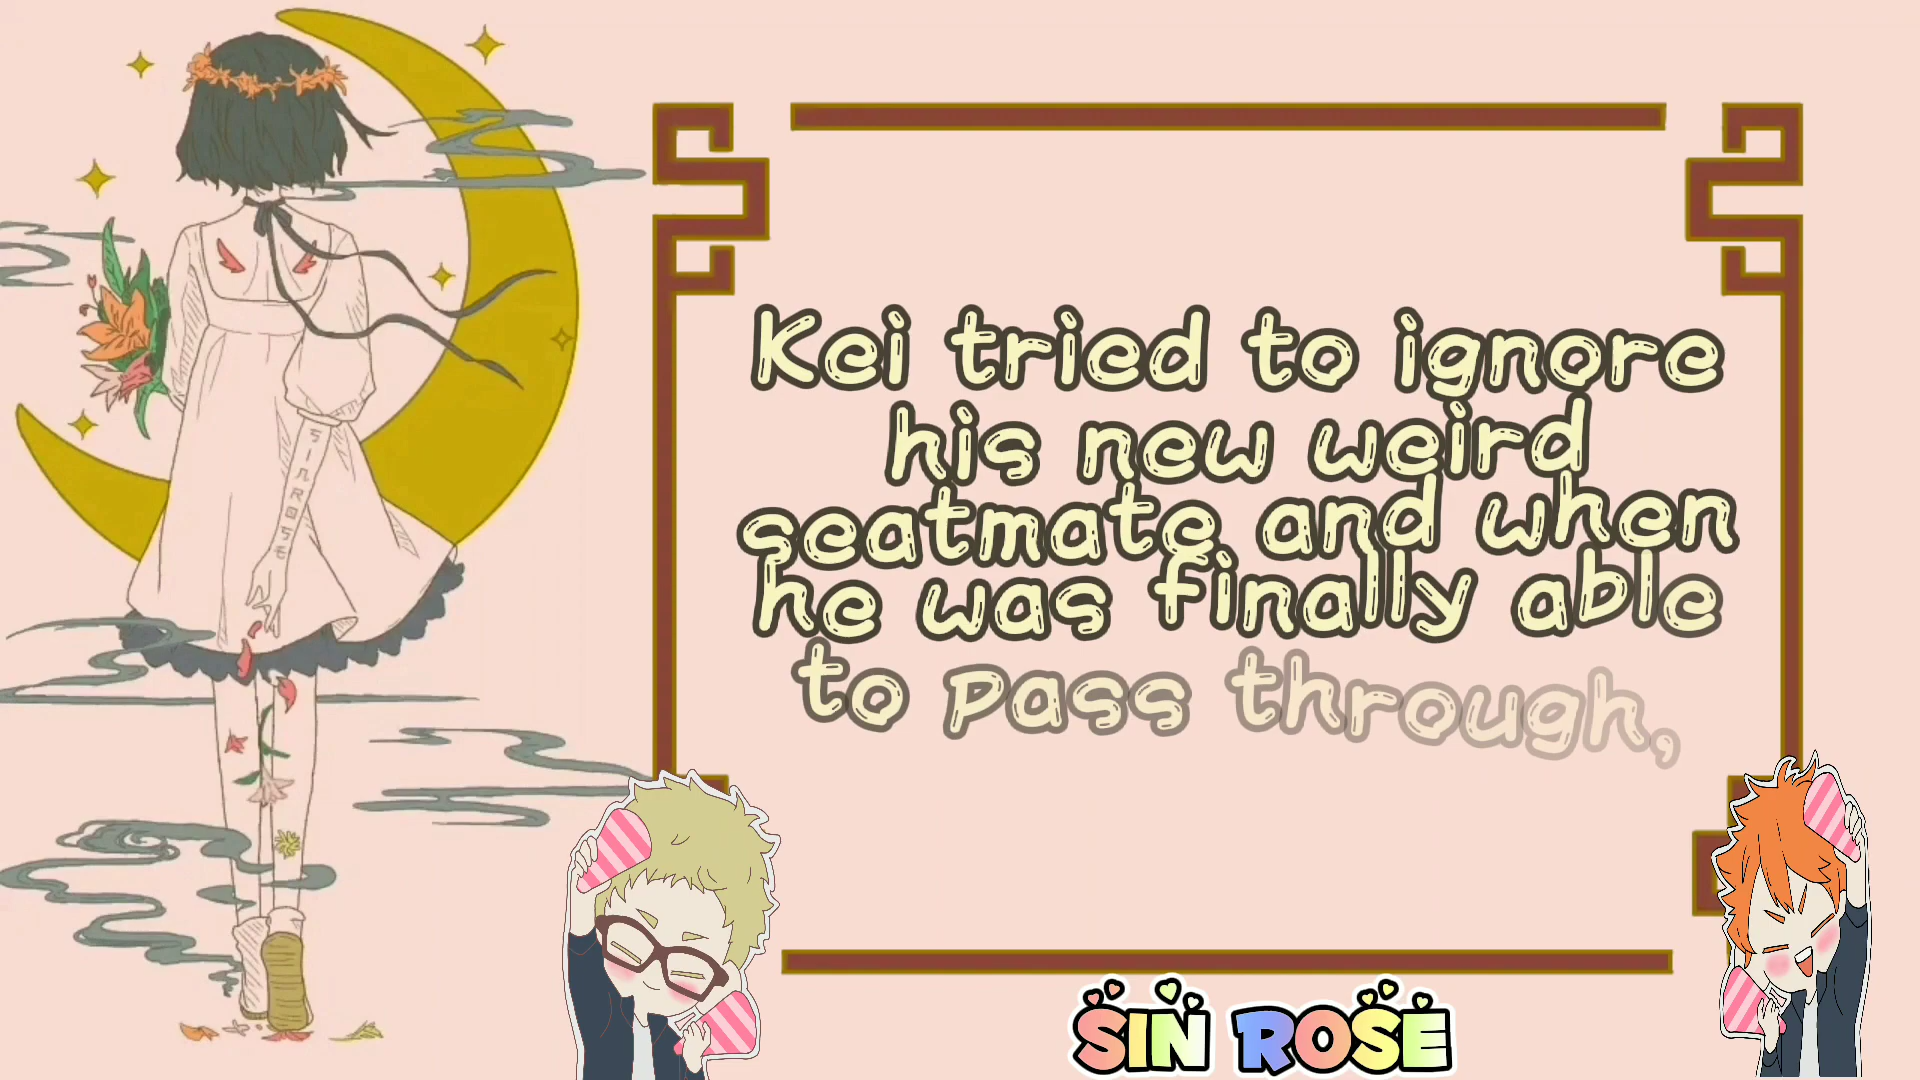 Kei tried to ignore
his new weird
seatmate and when
he was finally able
to pass through,
SINAROSE
SIN ROSE